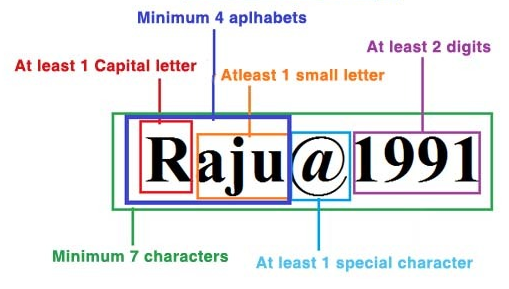 Minimum 4 aplhabets
At least 2 digits
At least 1 Capital letter
Atleast 1 small letter
Raju@1991
Minimum 7 characters
At least 1 special character